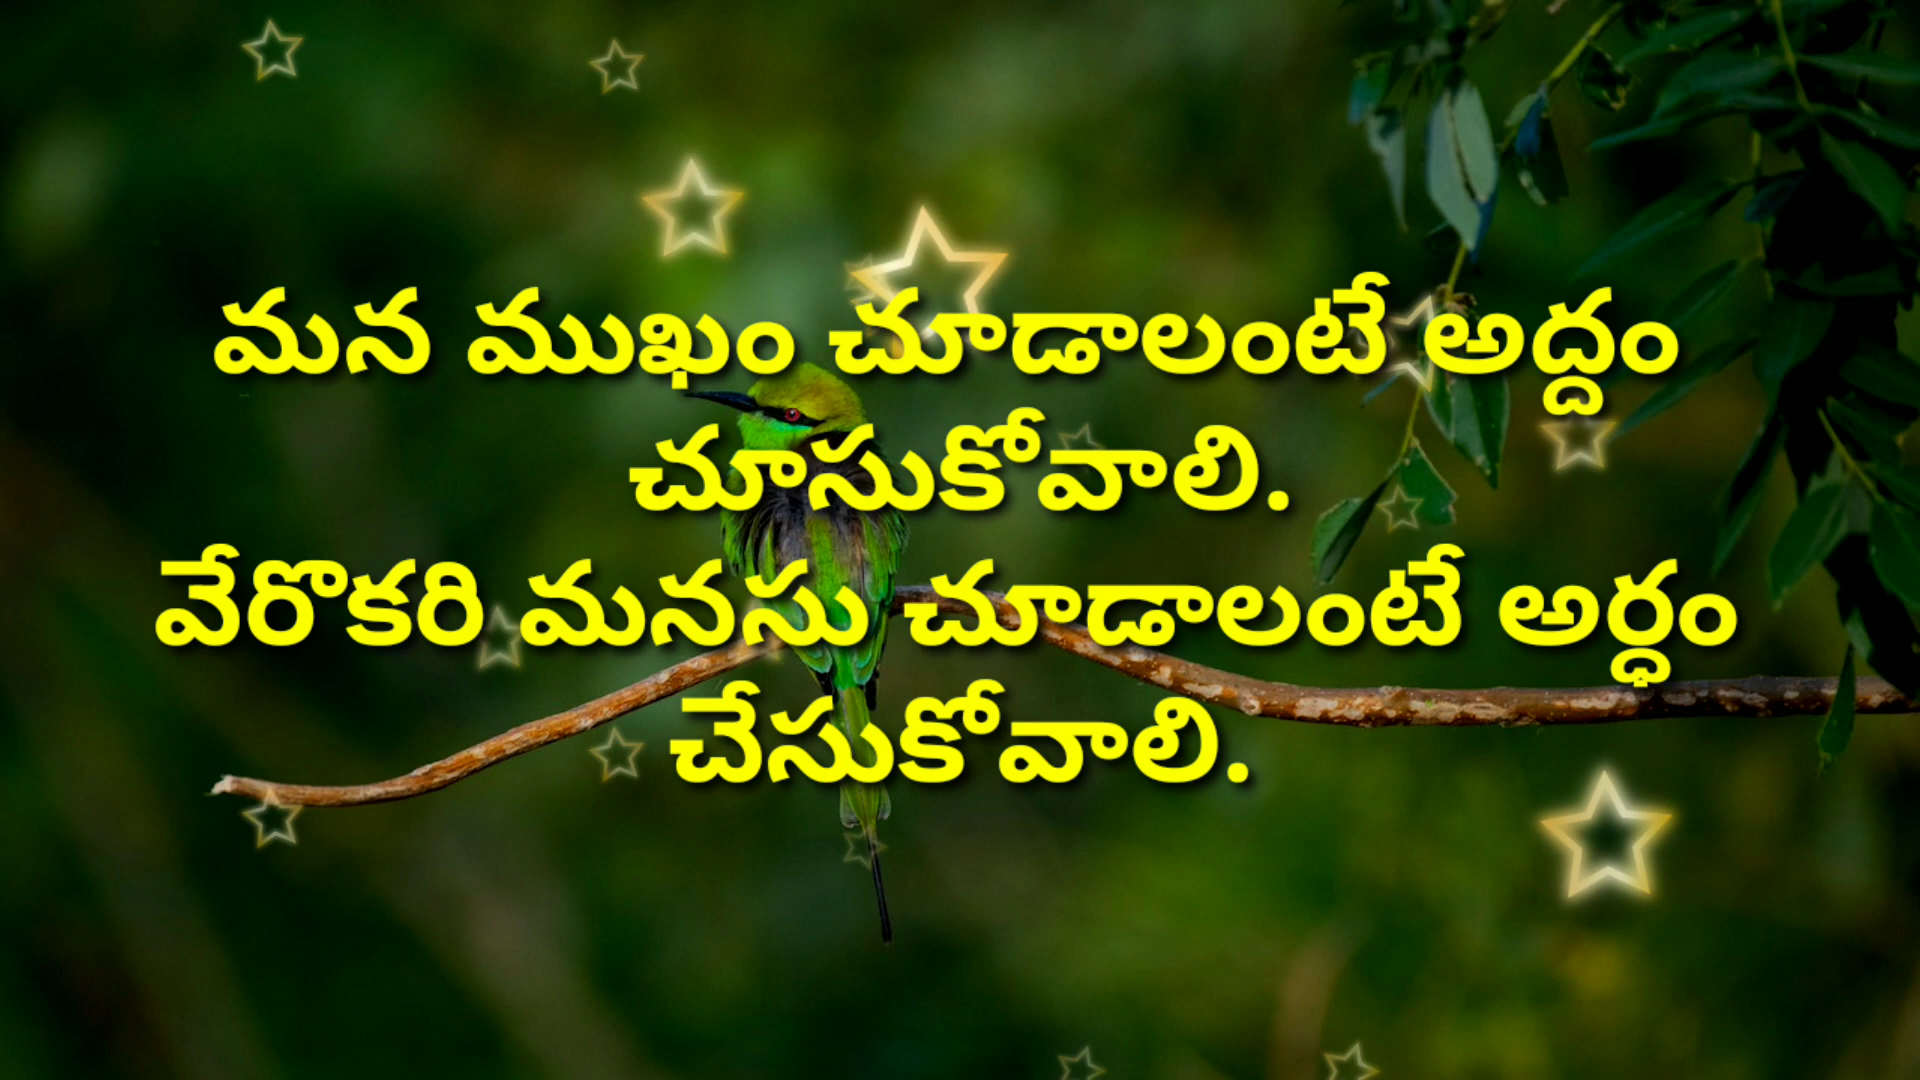 మన ముఖం చూడాలంటే అద్దం
చూసుకోవాలి.
వేరొకరి మనసు చూడాలంటే అర్ధం
చేసుకోవాలి.